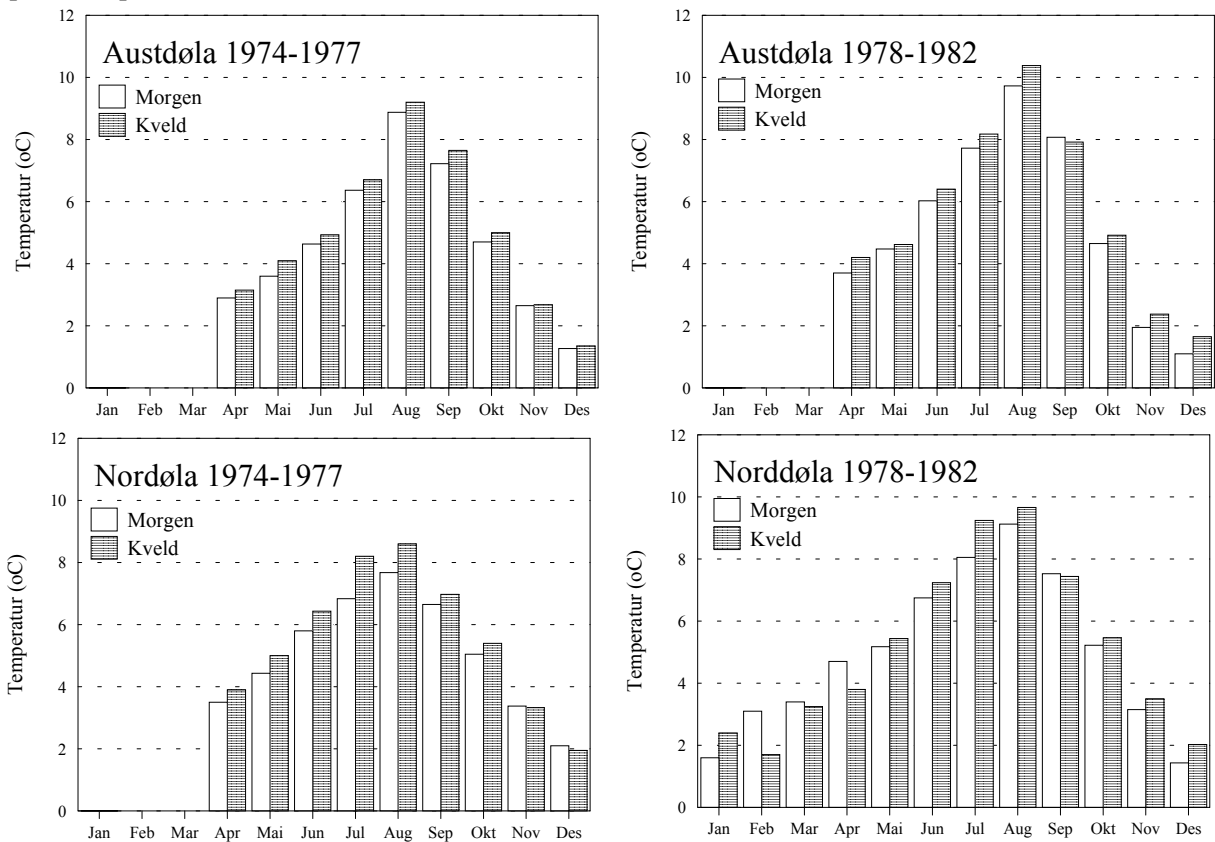 Austdøla 1974-1977
Morgen
Kveld
Temperatur (oC)
12
10
8
6
4
2
0
Jan Feb Mar Apr Mai Jun Jul Aug Sep Okt Nov Des
Austdøla 1978-1982
Morgen
Kveld
Temperatur (oC)
12
10
8
6
4
2
0
Jan Feb Mar Apr Mai Jun Jul Aug Sep Okt Nov Des
Nordøla 1974-1977
Morgen
Kveld
Temperatur (oC)
12
10
8
6
4
2
0
Jan Feb Mar Apr Mai Jun Jul Aug Sep Okt Nov Des
Norddøla 1978-1982
Morgen
Kveld
Temperatur (oC)
12
10
8
6
4
2
0
Jan Feb Mar Apr Mai Jun Jul Aug Sep Okt Nov Des